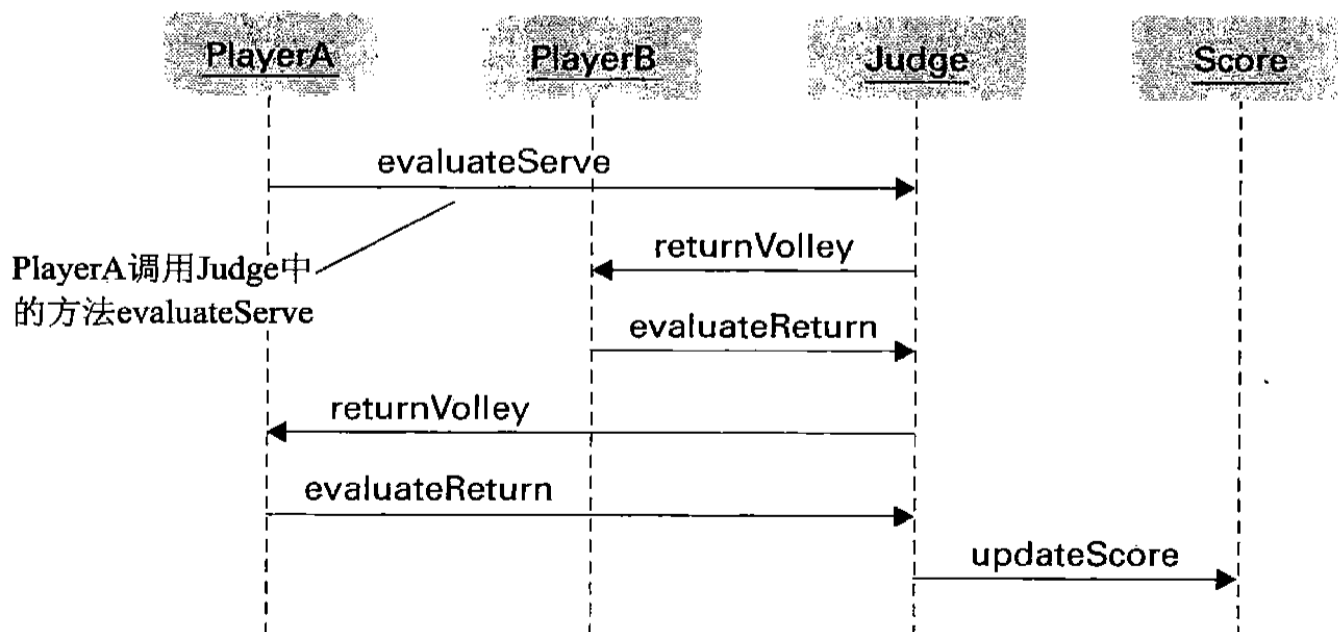 PlayerA
PlayerB
Judge
Score
evaluateServe
PlayerA调用Judge中
的方法evaluateServe
returnVolley
evaluateReturn
returnVolley
evaluateReturn
updateScore